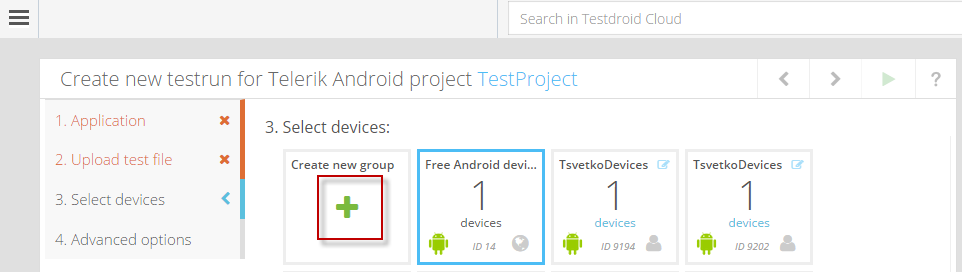 Search in Testdroid Cloud
Create new testrun for Telerik Android project TestProject
?
1. Application
2. Upload test file
3. Select devices
4. Advanced options
3. Select devices:
Create new group
Free Android devi...
1
devices
ID 14
TsvetkoDevices
1
devices
ID 9194
TsvetkoDevices
1
devices
ID 9202